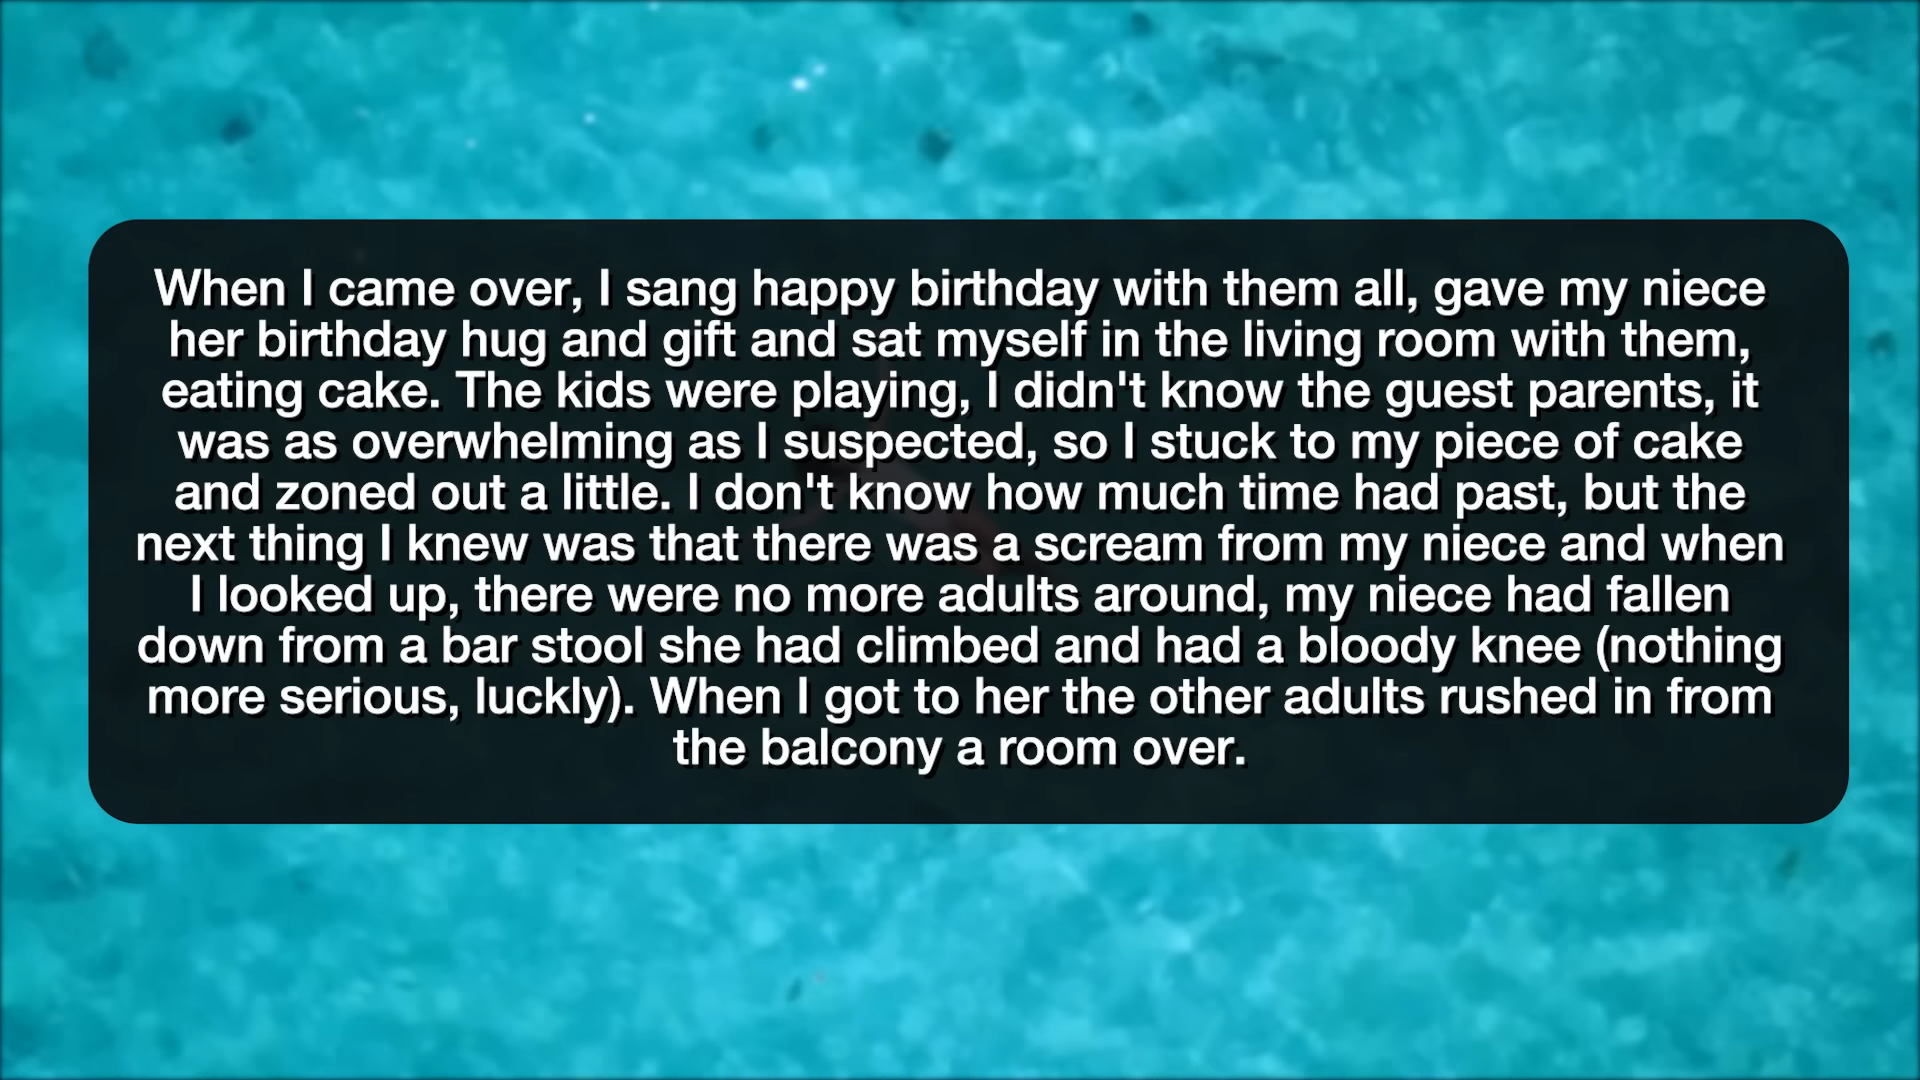 When I came over, I sang happy birthday with them all, gave my niece
her birthday hug and gift and sat myself in the living room with them,
eating cake. The kids were playing, I didn't know the guest parents, it
was as overwhelming as I suspected, so I stuck to my piece of cake
and zoned out a little. I don't know how much time had past, but the
next thing I knew was that there was a scream from my niece and when
I looked up, there were no more adults around, my niece had fallen
down from a bar stool she had climbed and had a bloody knee (nothing
more serious, luckly). When I got to her the other adults rushed in from
the balcony a room over.